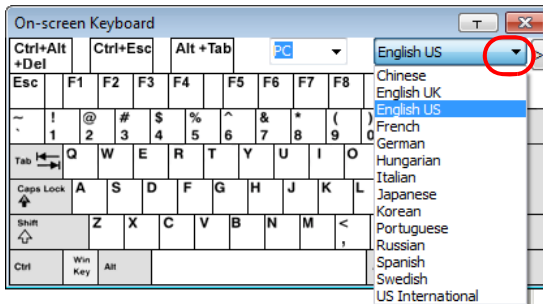 On-screen Keyboard
Ctrl+Alt +Del
Ctrl+Esc
Alt +Tab
PC
English US
>
Esc F1 F2 F3 F4 F5 F6 F7 F8
~ ! @ # $ % ^ & * ( )
` 1 2 3 4 5 6 7 8 9 0
Tab Q W E R T Y U I O
Caps Lock A S D F G H J K L
Shift Z X C V B N M <
,
Ctrl Win Key Alt
Chinese
English UK
English US
French
German
Hungarian
Italian
Japanese
Korean
Portuguese
Russian
Spanish
Swedish
US International